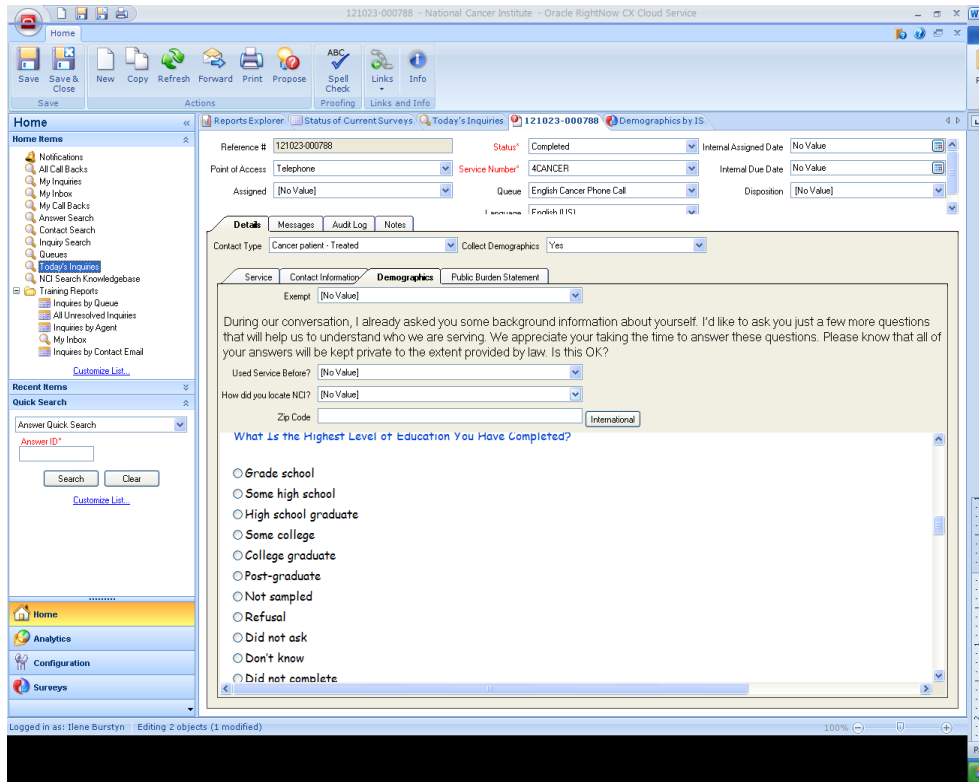 121023-000788 - National Cancer Institute - Oracle RightNow CX Cloud Service
Home
Save
Save & Close
New
Copy
Refresh
Forward
Print
Propose
ABC
Spell Check
Links
Info
Save
Actions
Proofing
Links and Info
Home
Home Items
Notifications
All Call Backs
My Inquiries
My Inbox
My Call Backs
Answer Search
Contact Search
Inquiry Search
Queues
Today's Inquiries
NCI Search Knowledgebase
Training Reports
Inquires by Queue
All Unresolved Inquiries
Inquiries by Agent
My Inbox
Inquires by Contact Email
Customize List...
Recent Items
Quick Search
Answer Quick Search
Answer ID*
Search Clear
Customize List...
Home
Analytics
Configuration
Surveys
Reports Explorer Status of Current Surveys Today's Inquiries 121023-000788 Demographics by IS
Reference # 121023-000788 Status* Completed Internal Assigned Date No Value
Point of Access Telephone Service Number* 4CANCER Internal Due Date No Value
Assigned [No Value] Queue English Cancer Phone Call Disposition [No Value]
Language English (US)
Details Messages Audit Log Notes
Contact Type Cancer patient - Treated Collect Demographics Yes
Service Contact Information Demographics Public Burden Statement
Exempt [No Value]
During our conversation, I already asked you some background information about yourself. I'd like to ask you just a few more questions
that will help us to understand who we are serving. We appreciate your taking the time to answer these questions. Please know that all of
your answers will be kept private to the extent provided by law. Is this OK?
Used Service Before? [No Value]
How did you locate NCI? [No Value]
Zip Code International
What Is the Highest Level of Education You Have Completed?
Grade school
Some high school
High school graduate
Some college
College graduate
Post-graduate
Not sampled
Refusal
Did not ask
Don't know
Did not complete
Logged in as: Ilene Burstyn Editing 2 objects (1 modified) 100%